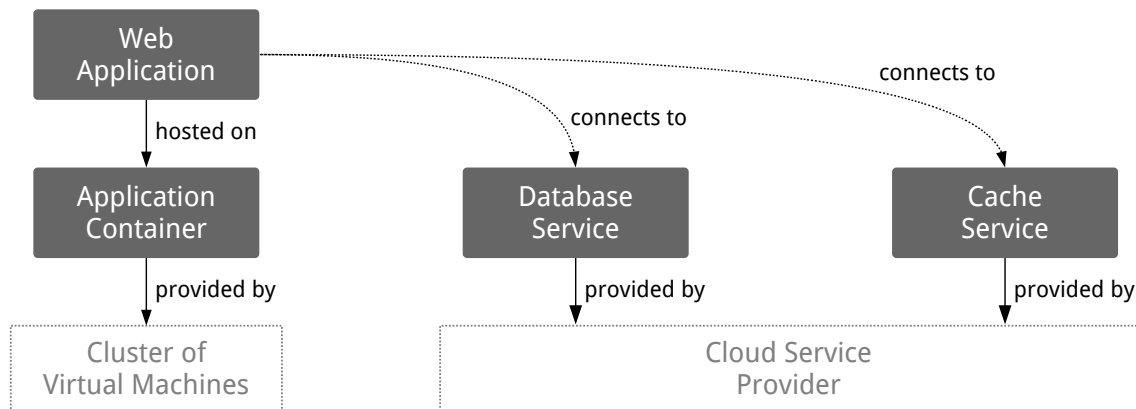 Web
Application
connects to
connects to
hosted on
Application
Container
Database
Service
Cache
Service
provided by
provided by
provided by
Cluster of
Virtual Machines
Cloud Service
Provider